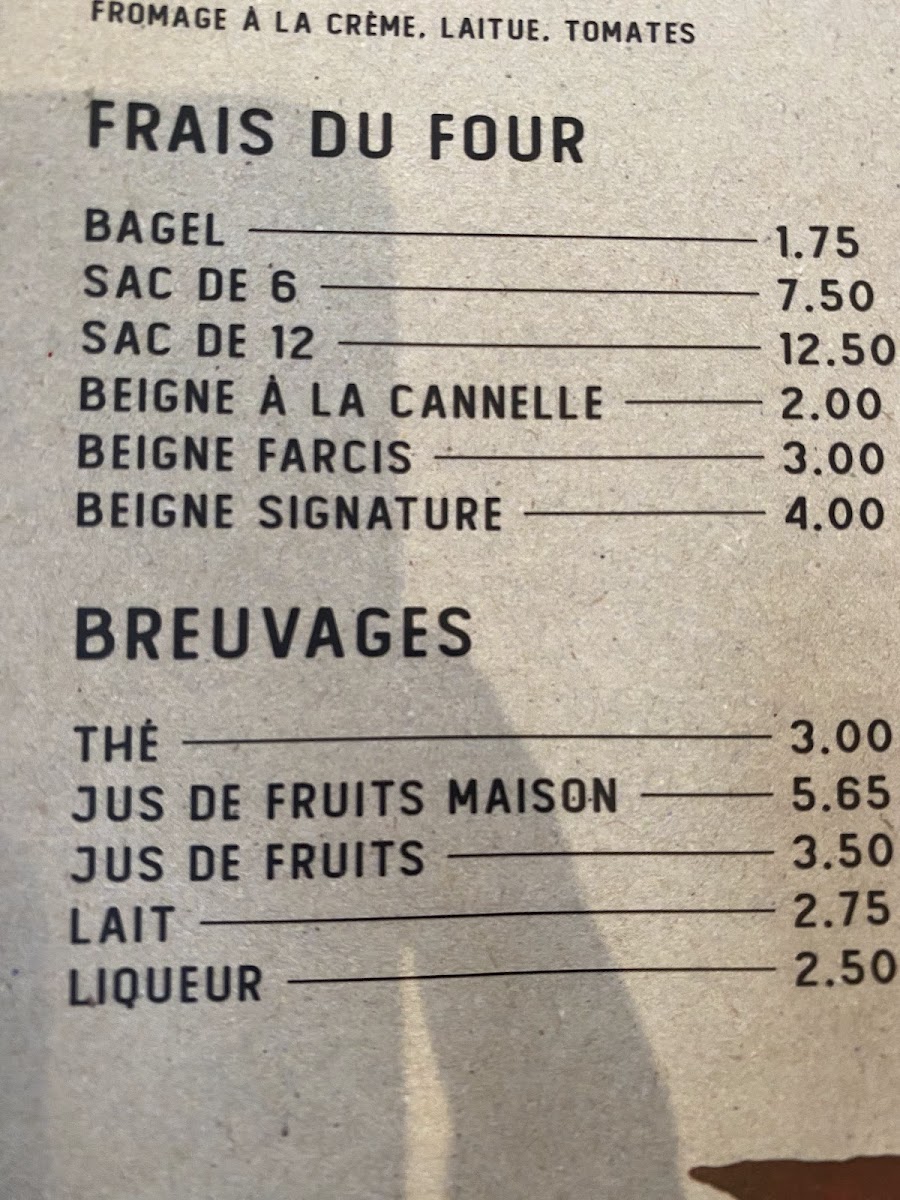 FROMAGE À LA CRÈME. LAITUE. TOMATES
FRAIS DU FOUR
BAGEL 1.75
SAC DE 6 7.50
SAC DE 12 12.50
BEIGNE À LA CANNELLE 2.00
BEIGNE FARCIS 3.00
BEIGNE SIGNATURE 4.00
BREUVAGES
THÉ 3.00
JUS DE FRUITS MAISON 5.65
JUS DE FRUITS 3.50
LAIT 2.75
LIQUEUR 2.50